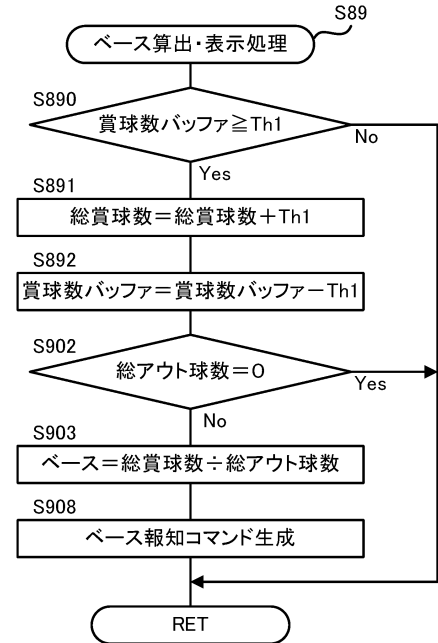 S89
ベース算出・表示処理
S890
賞球数バッファ≧Th1
No
Yes
S891
総賞球数=総賞球数+Th1
S892
賞球数バッファ=賞球数バッファ-Th1
S902
総アウト球数=0
Yes
No
S903
ベース=総賞球数÷総アウト球数
S908
ベース報知コマンド生成
RET